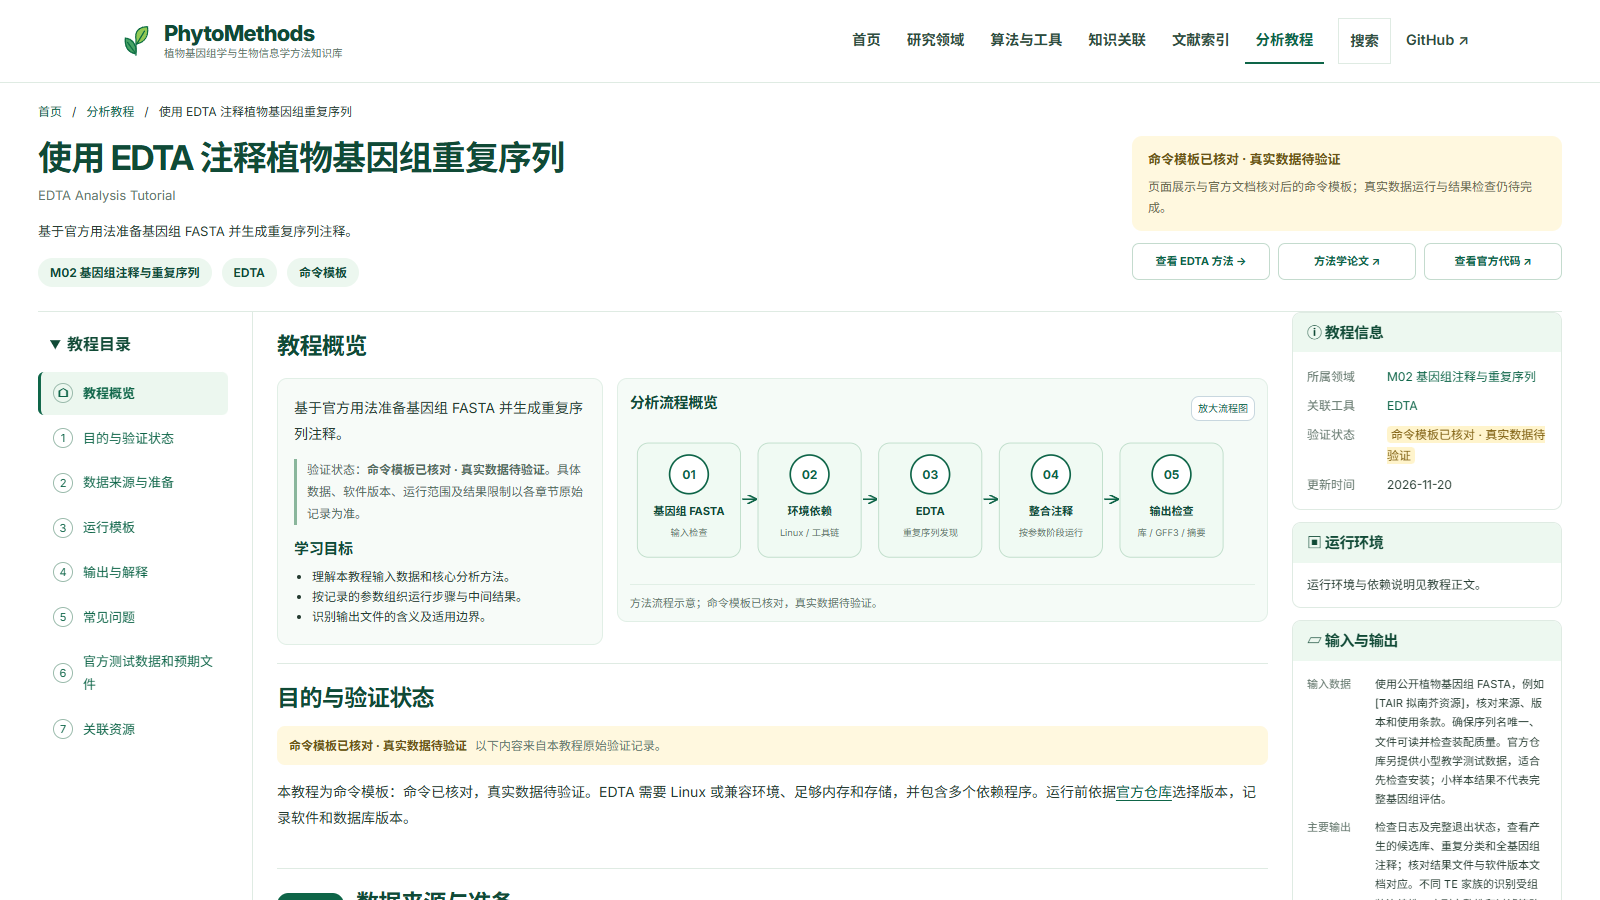 PhytoMethods
植物基因组学与生物信息学方法知识库
首页 研究领域 算法与工具 知识关联 文献索引 分析教程 搜索 GitHub ↗
首页 / 分析教程 / 使用 EDTA 注释植物基因组重复序列
使用 EDTA 注释植物基因组重复序列
EDTA Analysis Tutorial
基于官方用法准备基因组 FASTA 并生成重复序列注释。
M02 基因组注释与重复序列 EDTA 命令模板
命令模板已核对 · 真实数据待验证
页面展示与官方文档核对后的命令模板；真实数据运行与结果检查仍待完
成。
查看 EDTA 方法 → 方法学论文 ↗ 查看官方代码 ↗
▼ 教程目录
教程概览
1 目的与验证状态
2 数据来源与准备
3 运行模板
4 输出与解释
5 常见问题
6 官方测试数据和预期文
件
7 关联资源
教程概览
基于官方用法准备基因组 FASTA 并生成重复序
列注释。
验证状态：命令模板已核对 · 真实数据待验证。具体
数据、软件版本、运行范围及结果限制以各章节原始
记录为准。
学习目标
• 理解本教程输入数据和核心分析方法。
• 按记录的参数组织运行步骤与中间结果。
• 识别输出文件的含义及适用边界。
分析流程概览
放大流程图
01 02 03 04 05
基因组 FASTA 环境依赖 EDTA 整合注释 输出检查
输入检查 Linux / 工具链 重复序列发现 按参数阶段运行 库 / GFF3 / 摘要
方法流程示意；命令模板已核对，真实数据待验证。
目的与验证状态
命令模板已核对 · 真实数据待验证 以下内容来自本教程原始验证记录。
本教程为命令模板：命令已核对，真实数据待验证。EDTA 需要 Linux 或兼容环境、足够内存和存储，并包含多个依赖程序。运行前依据官方仓库选择版本，记
录软件和数据库版本。
数据来源与准备
教程信息
所属领域 M02 基因组注释与重复序列
关联工具 EDTA
验证状态 命令模板已核对 · 真实数据待
验证
更新时间 2026-11-20
运行环境
运行环境与依赖说明见教程正文。
输入与输出
输入数据 使用公开植物基因组 FASTA，例如
[TAIR 拟南芥资源]，核对来源、版
本和使用条款。确保序列名唯一、
文件可读并检查装配质量。官方仓
库另提供小型教学测试数据，适合
先检查安装；小样本结果不代表完
整基因组评估。
主要输出 检查日志及完整退出状态，查看产
生的候选库、重复分类和全基因组
注释；核对结果文件与软件版本文
档对应。不同 TE 家族的识别受组